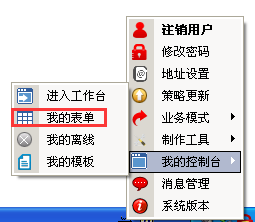 注销用户
修改密码
地址设置
策略更新
业务模式
制作工具
我的控制台
消息管理
系统版本
进入工作台
我的表单
我的离线
我的模板